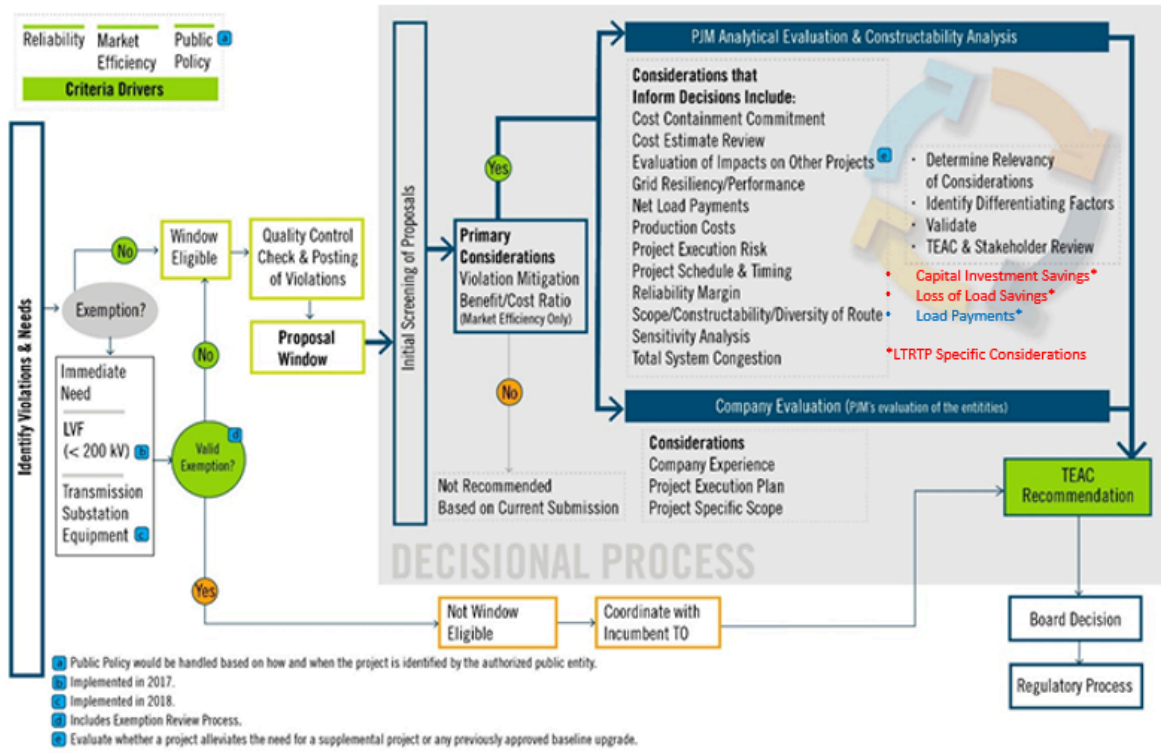 Reliability
Market
Efficiency
Public
Policy
a
Criteria Drivers
Identify Violations & Needs
Exemption?
No
Window
Eligible
Quality Control
Check & Posting
of Violations
Proposal
Window
No
Immediate
Need
LVF
(< 200 kV)
b
Transmission
Substation
Equipment
c
Valid
Exemption?
d
Yes
Initial Screening of Proposals
Primary
Considerations
Violation Mitigation
Benefit/Cost Ratio
(Market Efficiency Only)
Yes
No
Not Recommended
Based on Current Submission
PJM Analytical Evaluation & Constructability Analysis
Considerations that
Inform Decisions Include:
Cost Containment Commitment
Cost Estimate Review
Evaluation of Impacts on Other Projects
e
Grid Resiliency/Performance
Net Load Payments
Production Costs
Project Execution Risk
Project Schedule & Timing
Reliability Margin
Scope/Constructability/Diversity of Route
Sensitivity Analysis
Total System Congestion
• Determine Relevancy
of Considerations
• Identify Differentiating Factors
• Validate
• TEAC & Stakeholder Review
• Capital Investment Savings*
• Loss of Load Savings*
• Load Payments*
*LTRTP Specific Considerations
Company Evaluation (PJM's evaluation of the entitities)
Considerations
Company Experience
Project Execution Plan
Project Specific Scope
DECISIONAL PROCESS
TEAC
Recommendation
Not Window
Eligible
Coordinate with
Incumbent TO
Board Decision
Regulatory Process
a Public Policy would be handled based on how and when the project is identified by the authorized public entity.
b Implemented in 2017.
c Implemented in 2018.
d Includes Exemption Review Process.
e Evaluate whether a project alleviates the need for a supplemental project or any previously approved baseline upgrade.